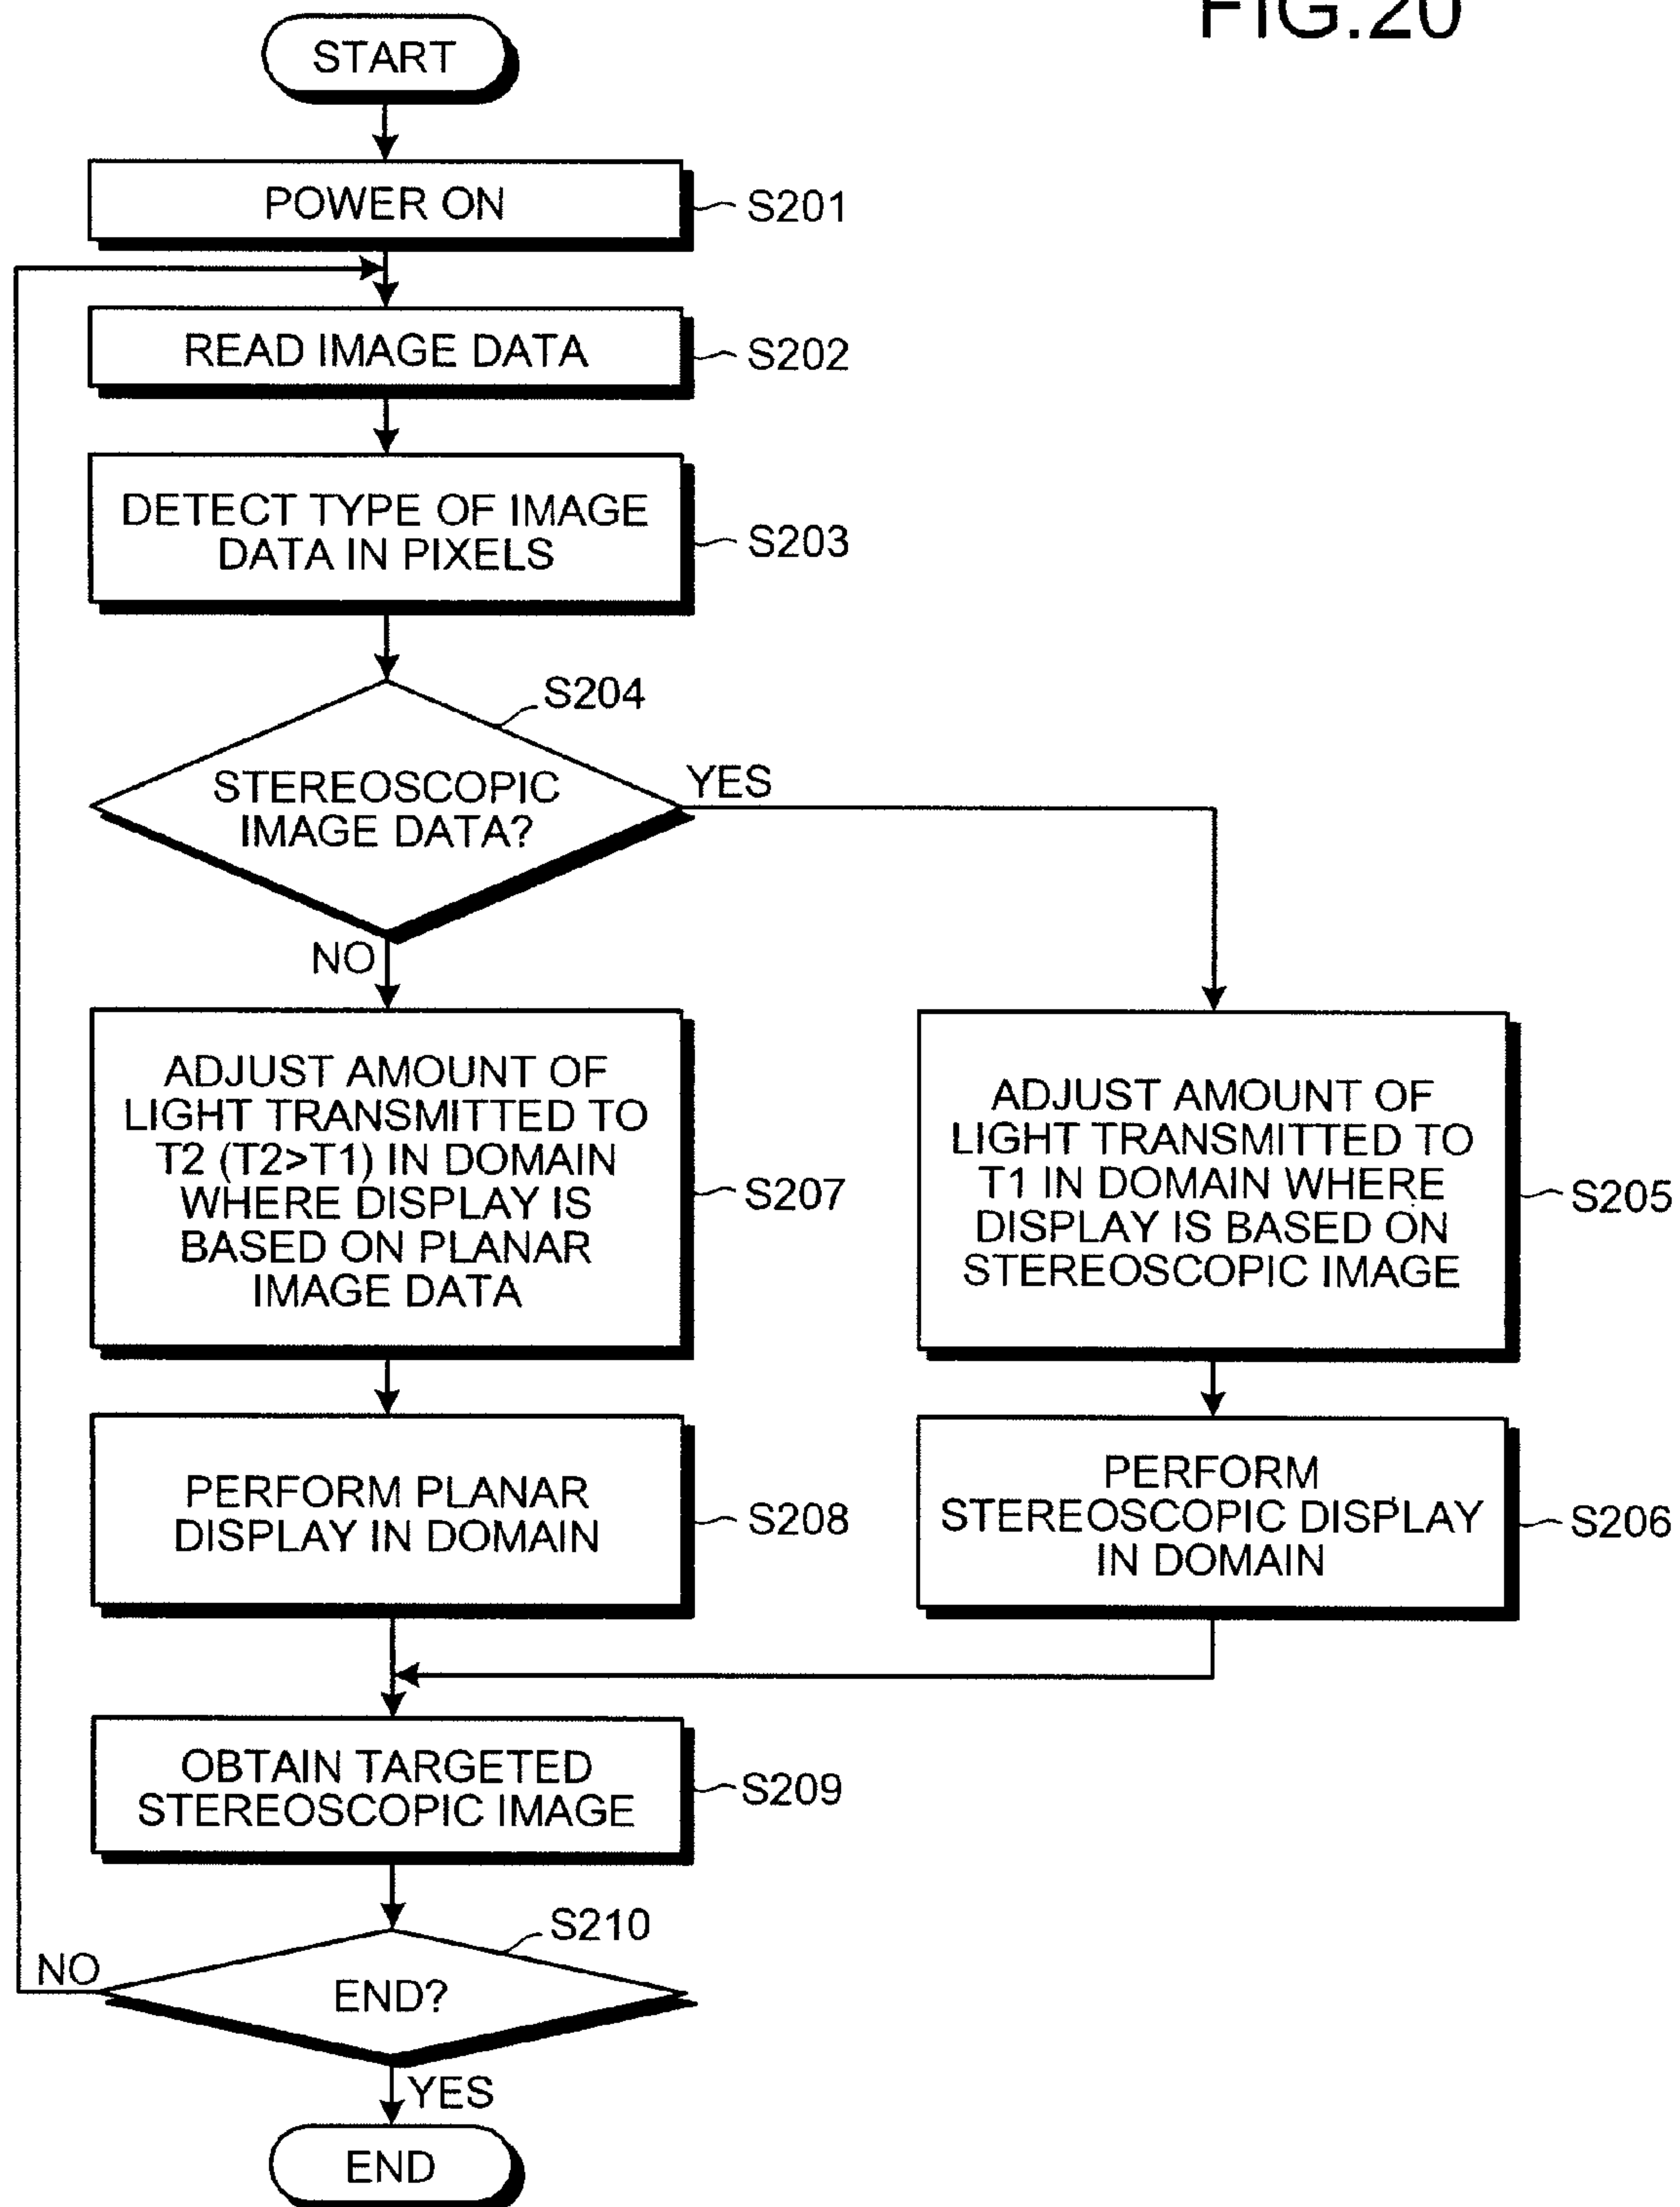 FIG.20
START
POWER ON
S201
READ IMAGE DATA
S202
DETECT TYPE OF IMAGE
DATA IN PIXELS
S203
S204
STEREOSCOPIC
IMAGE DATA?
YES
NO
ADJUST AMOUNT OF
LIGHT TRANSMITTED TO
T2 (T2>T1) IN DOMAIN
WHERE DISPLAY IS
BASED ON PLANAR
IMAGE DATA
S207
ADJUST AMOUNT OF
LIGHT TRANSMITTED TO
T1 IN DOMAIN WHERE
DISPLAY IS BASED ON
STEREOSCOPIC IMAGE
S205
PERFORM PLANAR
DISPLAY IN DOMAIN
S208
PERFORM
STEREOSCOPIC DISPLAY
IN DOMAIN
S206
OBTAIN TARGETED
STEREOSCOPIC IMAGE
S209
S210
NO
END?
YES
END